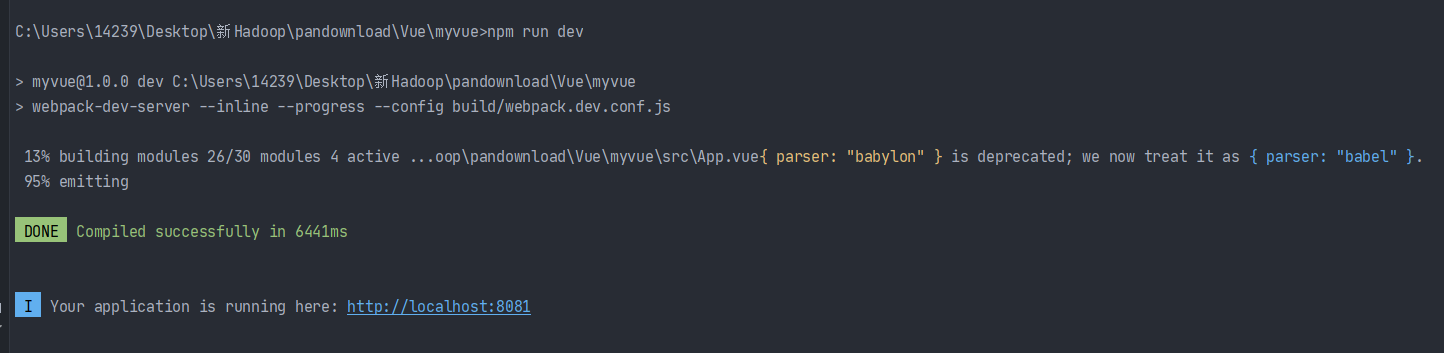 C:\Users\14239\Desktop\新Hadoop\pandownload\Vue\myvue>npm run dev
> myvue@1.0.0 dev C:\Users\14239\Desktop\新Hadoop\pandownload\Vue\myvue
> webpack-dev-server --inline --progress --config build/webpack.dev.conf.js
13% building modules 26/30 modules 4 active ...oop\pandownload\Vue\myvue\src\App.vue{ parser: "babylon" } is deprecated; we now treat it as { parser: "babel" }.
95% emitting
DONE Compiled successfully in 6441ms
I Your application is running here: http://localhost:8081